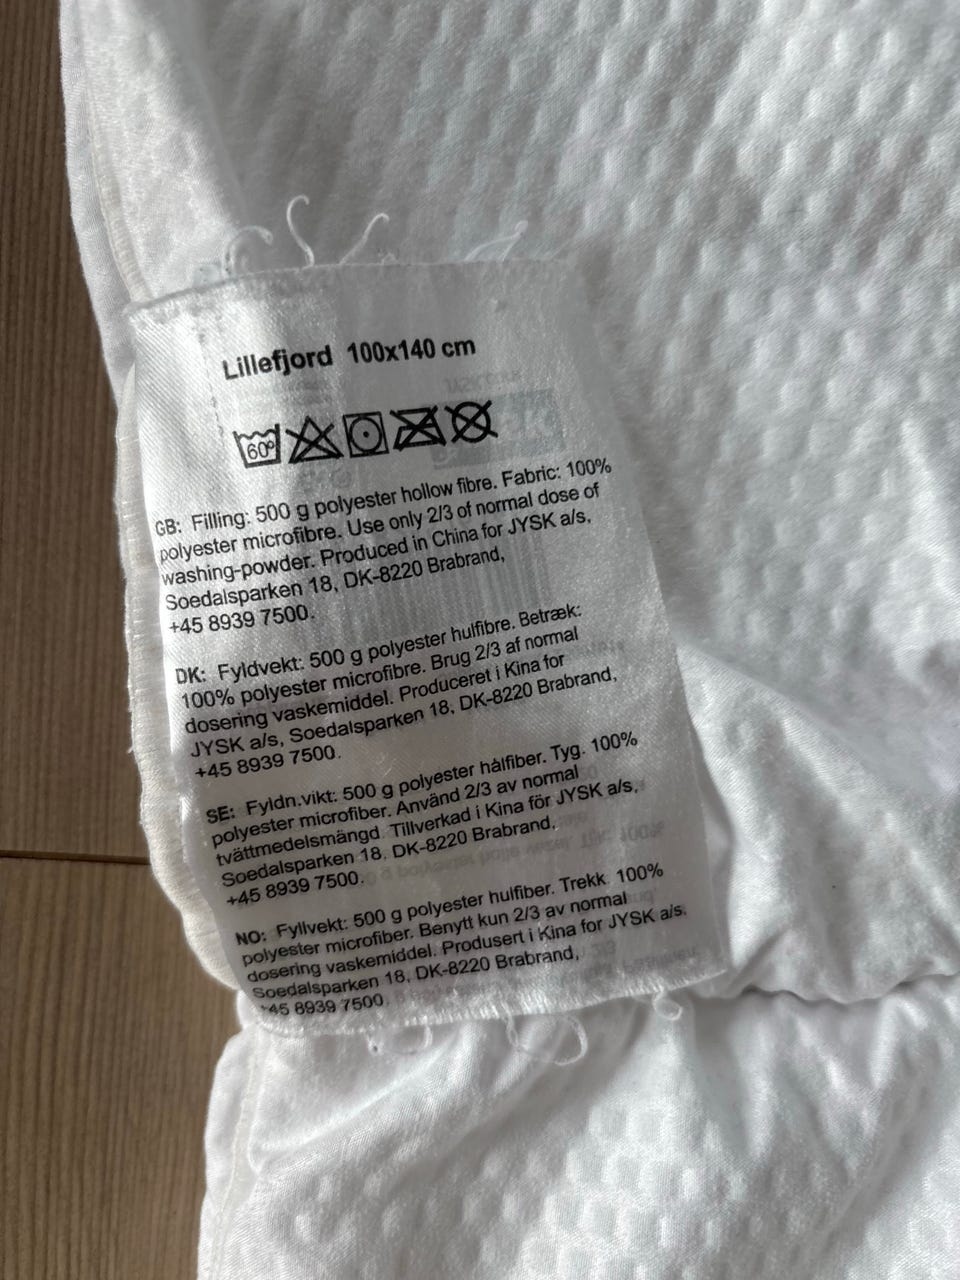 Lillefjord 100x140 cm
60°
GB: Filling: 500 g polyester hollow fibre. Fabric: 100%
polyester microfibre. Use only 2/3 of normal dose of
washing-powder. Produced in China for JYSK a/s,
Soedalsparken 18, DK-8220 Brabrand,
+45 8939 7500.
DK: Fyldvekt: 500 g polyester hulfibre. Betræk:
100% polyester microfibre. Brug 2/3 af normal
dosering vaskemiddel. Produceret i Kina for
JYSK a/s, Soedalsparken 18, DK-8220 Brabrand,
+45 8939 7500.
SE: Fyldn.vikt: 500 g polyester hålfiber. Tyg. 100%
polyester microfiber. Använd 2/3 av normal
tvättmedelsmängd. Tillverkad i Kina för JYSK a/s,
Soedalsparken 18, DK-8220 Brabrand,
+45 8939 7500.
NO: Fyllvekt: 500 g polyester hulfiber. Trekk 100%
polyester microfiber. Benytt kun 2/3 av normal
dosering vaskemiddel. Produsert i Kina for JYSK a/s,
Soedalsparken 18, DK-8220 Brabrand,
+45 8939 7500.